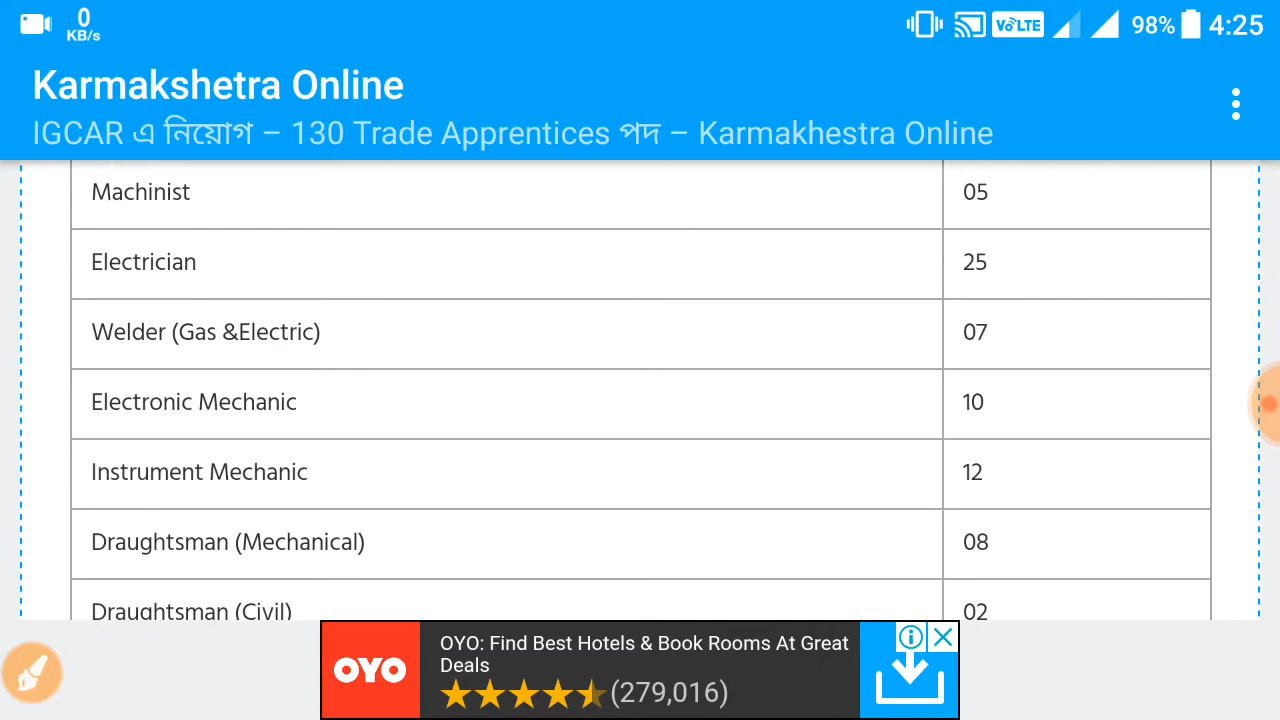 0
KB/s
VoLTE
98%
4:25
Karmakshetra Online
IGCAR এ নিয়োগ – 130 Trade Apprentices পদ – Karmakhestra Online
Machinist 05
Electrician 25
Welder (Gas &Electric) 07
Electronic Mechanic 10
Instrument Mechanic 12
Draughtsman (Mechanical) 08
Draughtsman (Civil) 02
OYO
OYO: Find Best Hotels & Book Rooms At Great
Deals
(279,016)